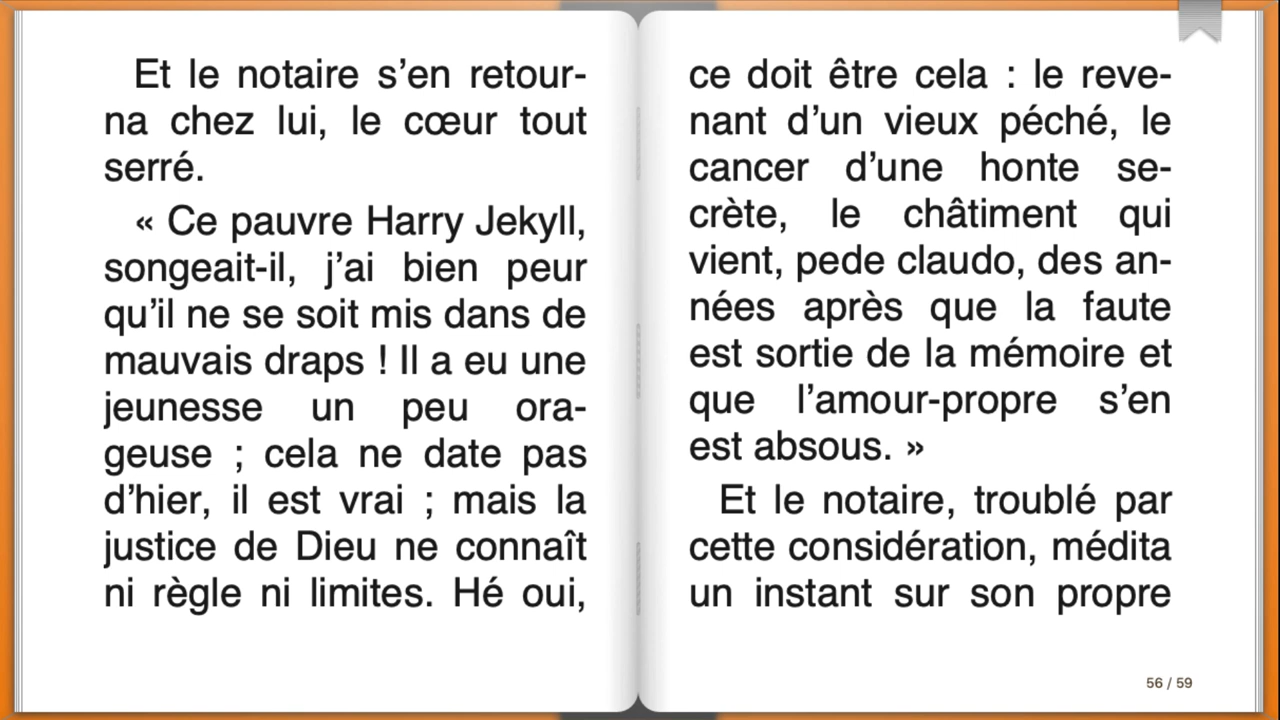 Et le notaire s’en retour-
na chez lui, le cœur tout
serré.
« Ce pauvre Harry Jekyll,
songeait-il, j’ai bien peur
qu’il ne se soit mis dans de
mauvais draps ! Il a eu une
jeunesse un peu ora-
geuse ; cela ne date pas
d’hier, il est vrai ; mais la
justice de Dieu ne connaît
ni règle ni limites. Hé oui,
ce doit être cela : le reve-
nant d’un vieux péché, le
cancer d’une honte se-
crète, le châtiment qui
vient, pede claudo, des an-
nées après que la faute
est sortie de la mémoire et
que l’amour-propre s’en
est absous. »
Et le notaire, troublé par
cette considération, médita
un instant sur son propre
56 / 59